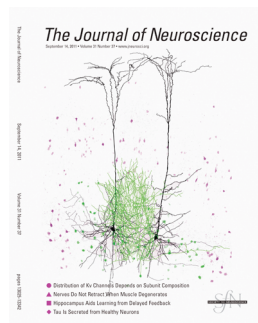 The Journal of Neuroscience
September 14, 2011 • Volume 31 Number 37 • www.jneurosci.org
The Journal of Neuroscience
September 14, 2011
Volume 31 Number 37
Distribution of Kv Channels Depends on Subunit Composition
Nerves Do Not Retract When Muscle Degenerates
Hippocampus Aids Learning from Delayed Feedback
Tau Is Secreted from Healthy Neurons
sfn